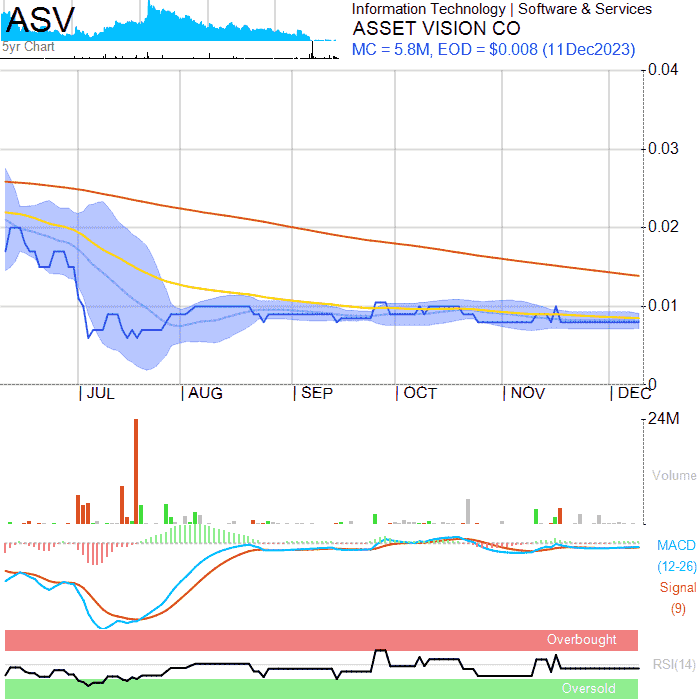 ASV
5yr Chart
Information Technology | Software & Services
ASSET VISION CO
MC = 5.8M, EOD = $0.008 (11Dec2023)
0.04
0.03
0.02
0.01
0
JUL
AUG
SEP
OCT
NOV
DEC
24M
Volume
MACD
(12-26)
Signal
(9)
Overbought
RSI(14)
Oversold